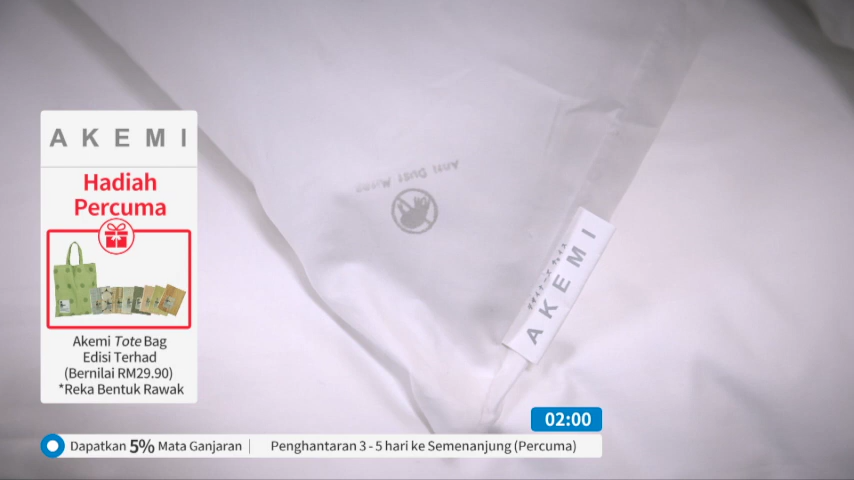 AKEMI
Hadiah
Percuma
Akemi Tote Bag
Edisi Terhad
(Bernilai RM29.90)
*Reka Bentuk Rawak
Anti Dust Mites
AKEMI
02:00
Dapatkan 5% Mata Ganjaran | Penghantaran 3 - 5 hari ke Semenanjung (Percuma)